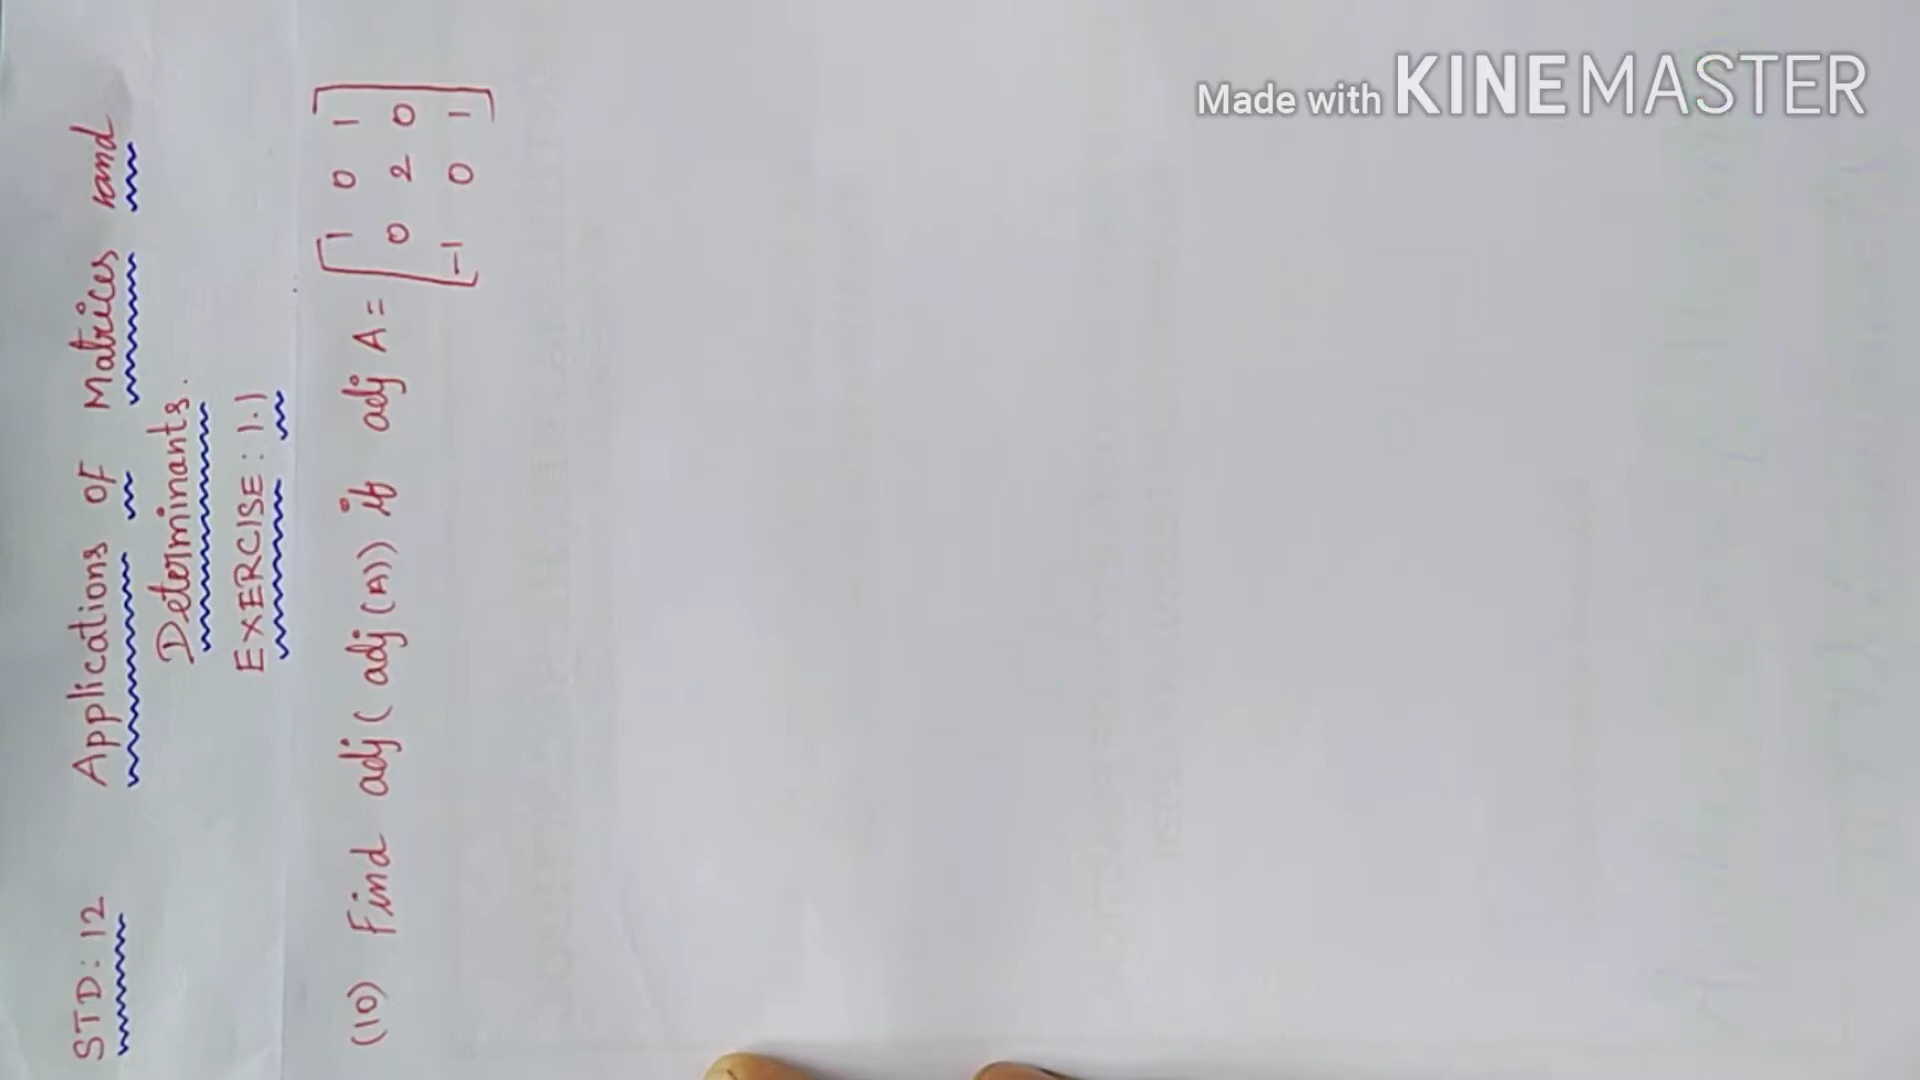 STD: 12 Applications of Matrices and
Determinants.
EXERCISE: 1.1
(10) Find adj(adj(A)) if adj A = [1 0 1
0 2 0
-1 0 1]
Made with KINEMASTER